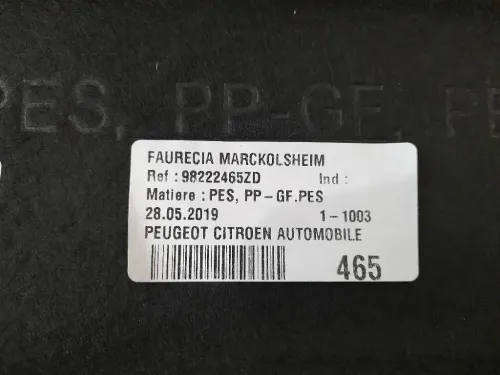 PES, PP-GF, PE
FAURECIA MARCKOLSHEIM
Ref : 98222465ZD Ind :
Matiere : PES, PP-GF.PES
28.05.2019 1-1003
PEUGEOT CITROEN AUTOMOBILE
465